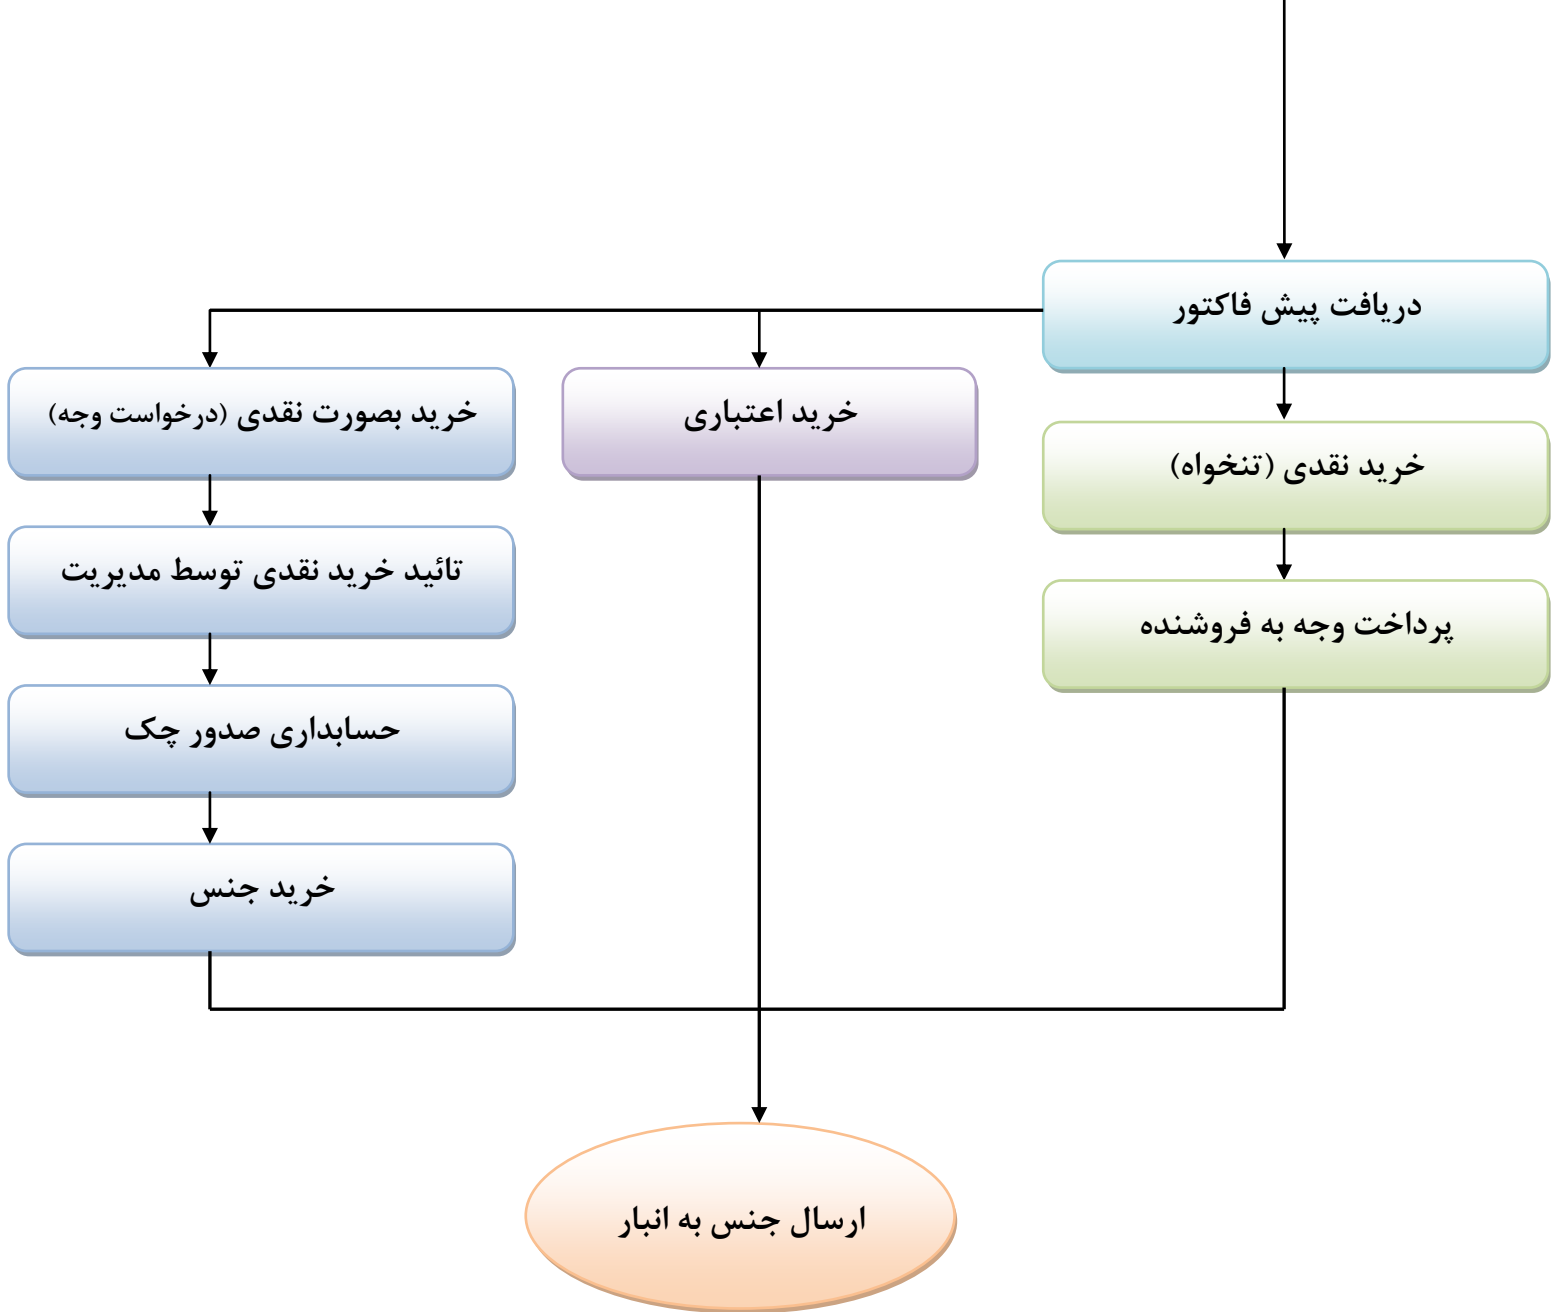 دریافت پیش فاکتور
خرید بصورت نقدی (درخواست وجه)
خرید اعتباری
خرید نقدی (تنخواه)
تائید خرید نقدی توسط مدیریت
پرداخت وجه به فروشنده
حسابداری صدور چک
خرید جنس
ارسال جنس به انبار